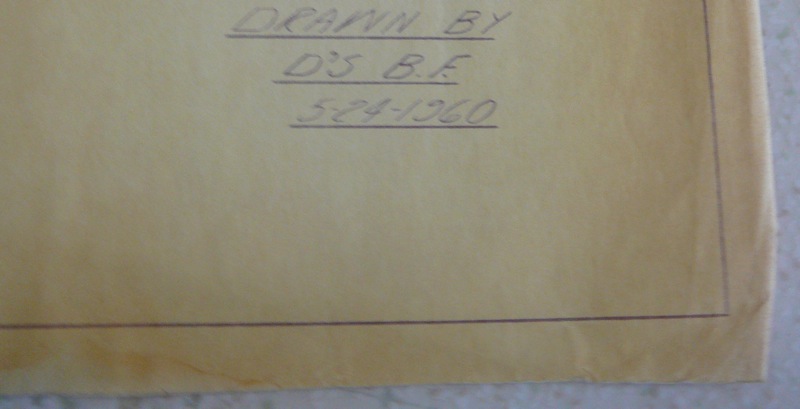 DRAWN BY
D'S B.F.
5-24-1960